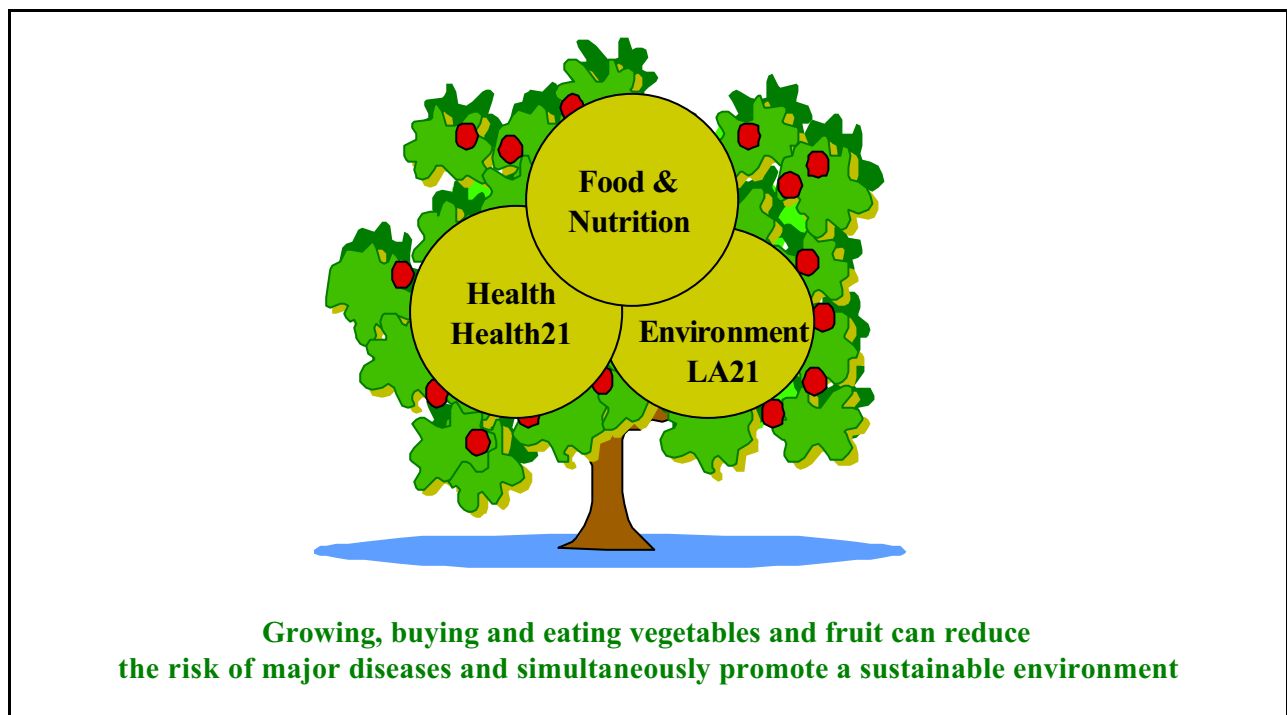 Food &
Nutrition
Health
Health21
Environment
LA21
Growing, buying and eating vegetables and fruit can reduce
the risk of major diseases and simultaneously promote a sustainable environment